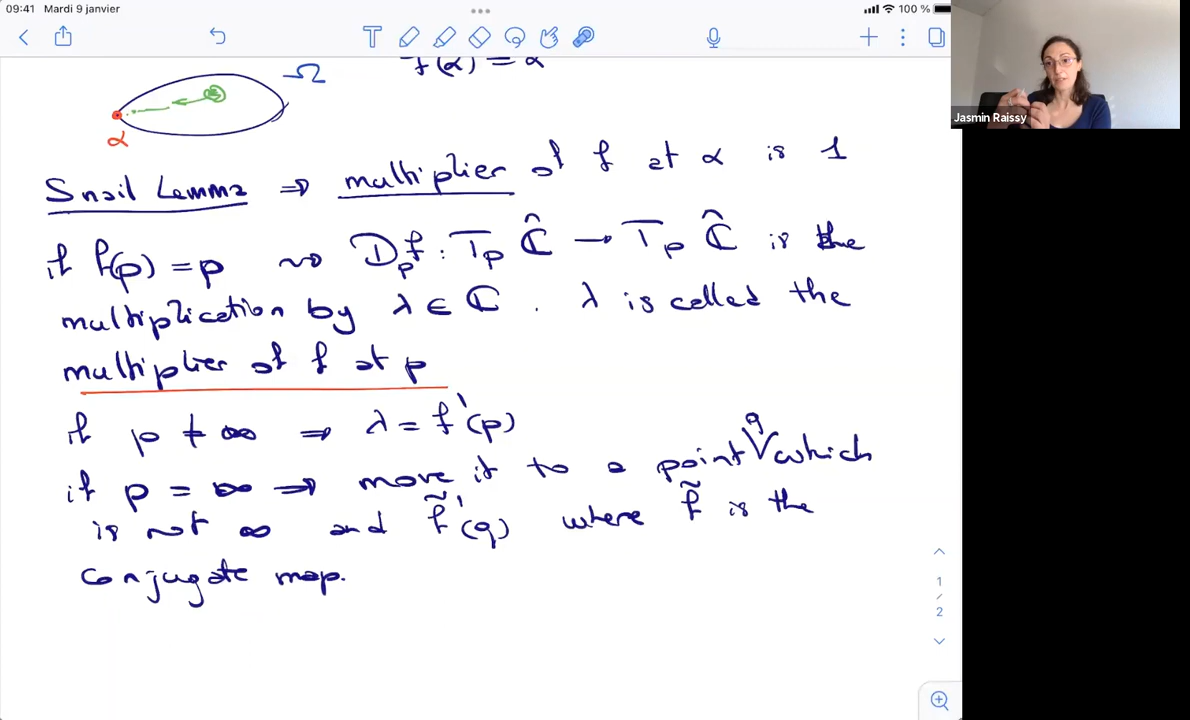 09:41 Mardi 9 janvier
100 %
Jasmin Raissy
f(α) = α
Ω
α
Snail Lemma ⇒ multiplier of f at α is 1
if f(p) = p ⇝ D_p f : T_p Ĉ → T_p Ĉ is the
multiplication by λ ∈ ℂ . λ is called the
multiplier of f at p
if p ≠ ∞ ⇒ λ = f'(p)
if p = ∞ ⇒ move it to a point q which
is not ∞ and f̃'(q) where f̃ is the
conjugate map.
1
/
2